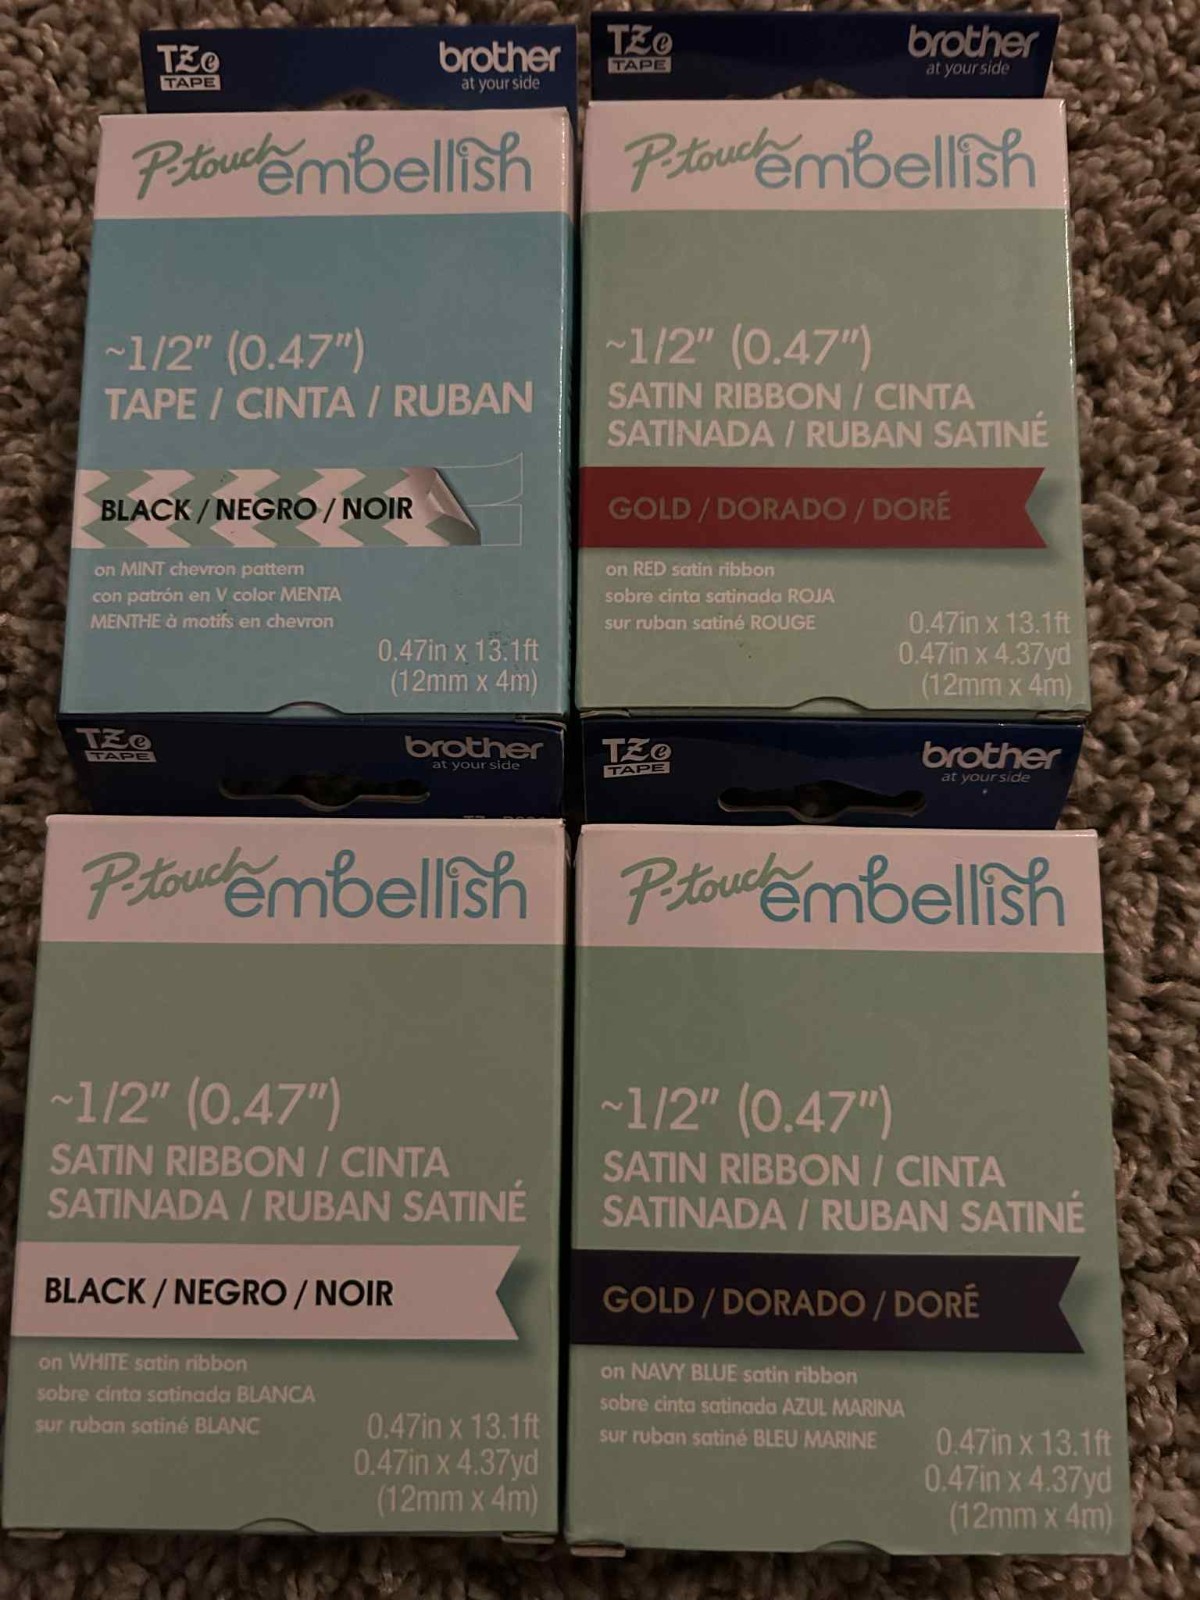 TZe
TAPE
brother
at your side
P-touch embellish
~1/2" (0.47")
TAPE / CINTA / RUBAN
BLACK / NEGRO / NOIR
on MINT chevron pattern
con patrón en V color MENTA
MENTHE à motifs en chevron
0.47in x 13.1ft
(12mm x 4m)
TZe
TAPE
brother
at your side
P-touch embellish
~1/2" (0.47")
SATIN RIBBON / CINTA
SATINADA / RUBAN SATINÉ
GOLD / DORADO / DORÉ
on RED satin ribbon
sobre cinta satinada ROJA
sur ruban satiné ROUGE
0.47in x 13.1ft
0.47in x 4.37yd
(12mm x 4m)
TZe
TAPE
brother
at your side
P-touch embellish
~1/2" (0.47")
SATIN RIBBON / CINTA
SATINADA / RUBAN SATINÉ
BLACK / NEGRO / NOIR
on WHITE satin ribbon
sobre cinta satinada BLANCA
sur ruban satiné BLANC
0.47in x 13.1ft
0.47in x 4.37yd
(12mm x 4m)
TZe
TAPE
brother
at your side
P-touch embellish
~1/2" (0.47")
SATIN RIBBON / CINTA
SATINADA / RUBAN SATINÉ
GOLD / DORADO / DORÉ
on NAVY BLUE satin ribbon
sobre cinta satinada AZUL MARINA
sur ruban satiné BLEU MARINE
0.47in x 13.1ft
0.47in x 4.37yd
(12mm x 4m)